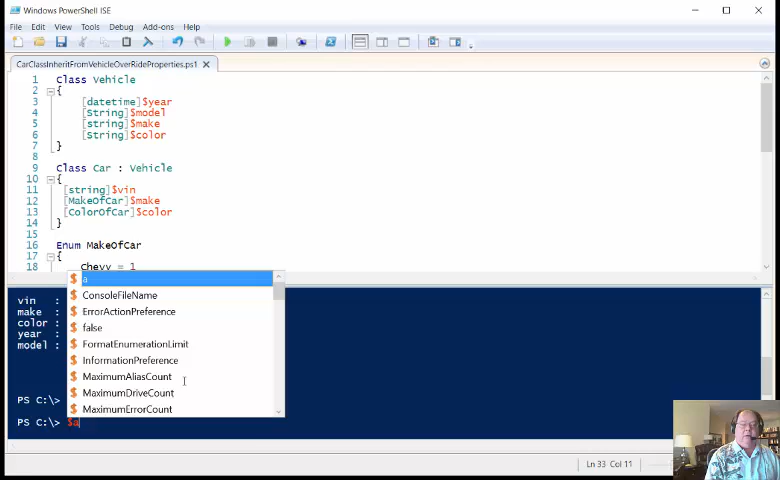 Windows PowerShell ISE
File Edit View Tools Debug Add-ons Help
CarClassInheritFromVehicleOverRideProperties.ps1
1 Class Vehicle
2 {
3 [datetime]$year
4 [String]$model
5 [string]$make
6 [String]$color
7 }
8
9 Class Car : Vehicle
10 {
11 [string]$vin
12 [MakeOfCar]$make
13 [ColorOfCar]$color
14 }
15
16 Enum MakeOfCar
17 {
18 Chevy = 1
a
ConsoleFileName
ErrorActionPreference
false
FormatEnumerationLimit
InformationPreference
MaximumAliasCount
MaximumDriveCount
MaximumErrorCount
vin :
make :
color :
year :
model :
PS C:\>
PS C:\> $a
Ln 33 Col 11